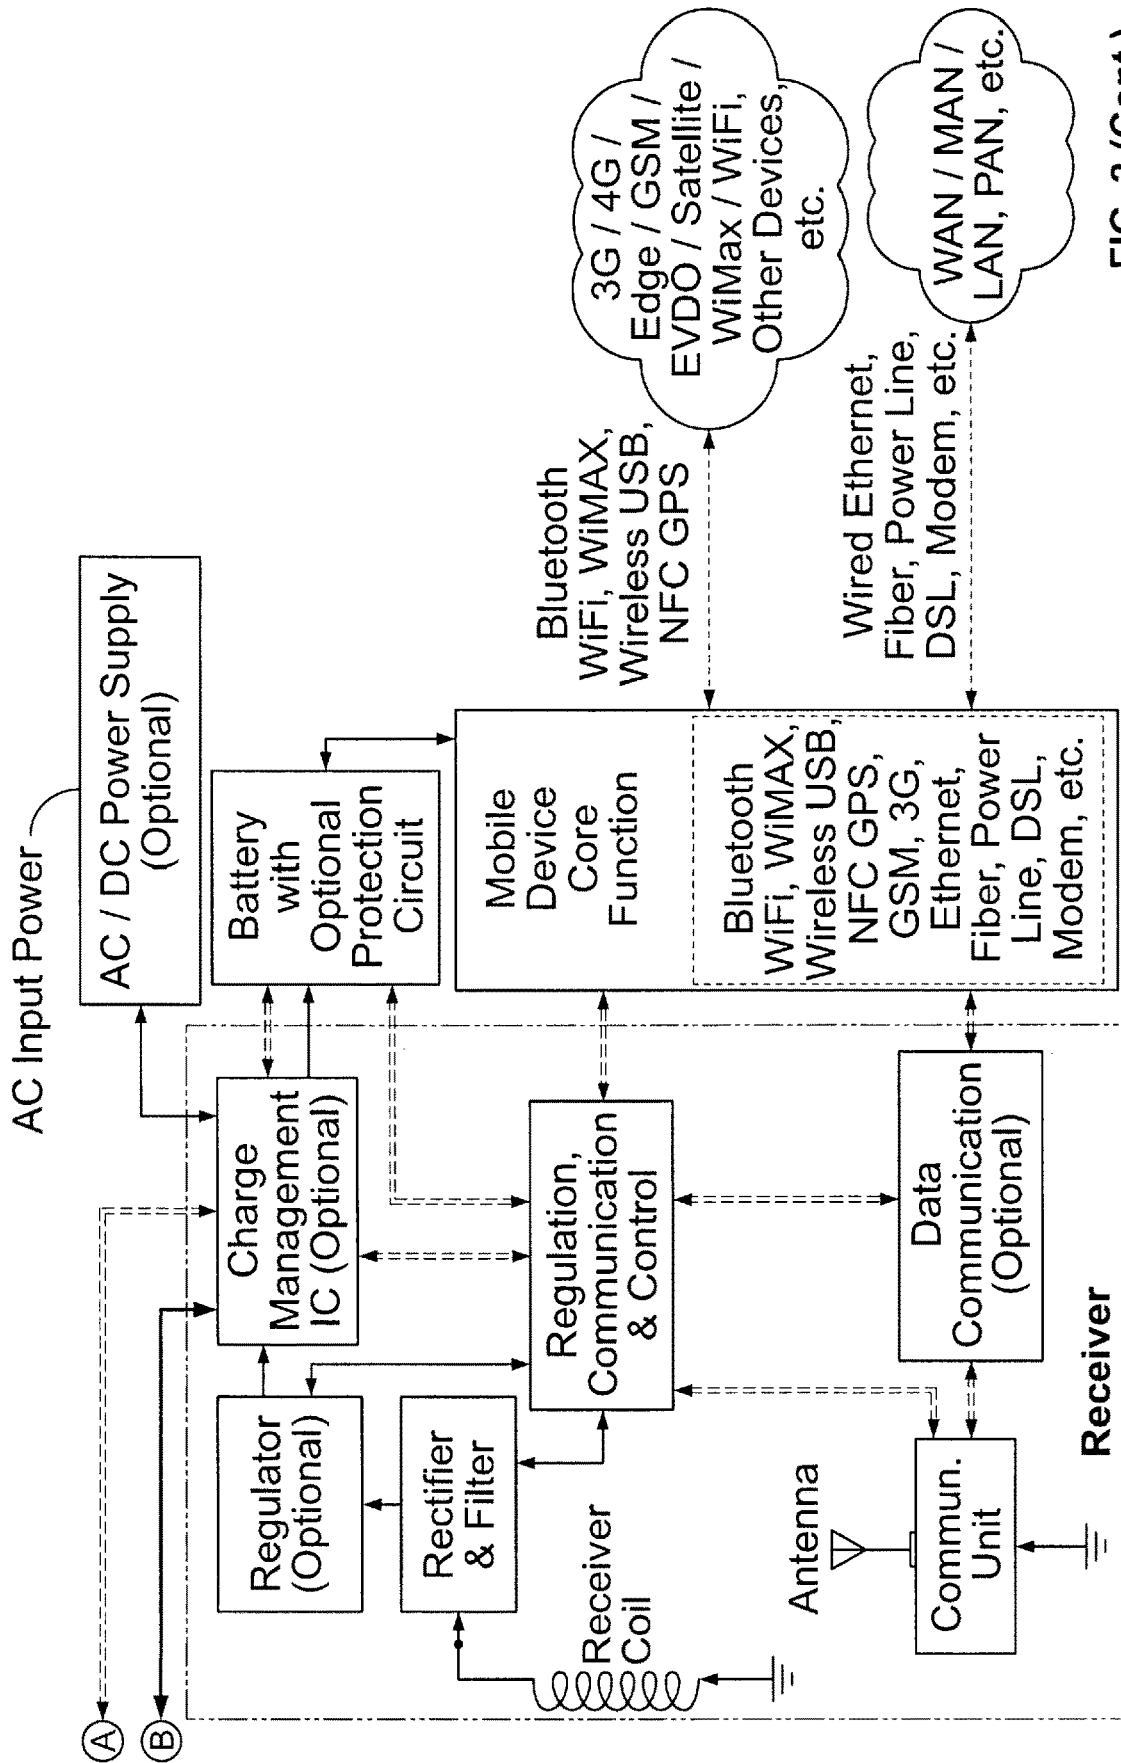 A
B
AC Input Power
AC / DC Power Supply
(Optional)
Regulator
(Optional)
Charge
Management
IC (Optional)
Battery
with
Optional
Protection
Circuit
Rectifier
& Filter
Receiver
Coil
Regulation,
Communication
& Control
Mobile
Device
Core
Function
Bluetooth
WiFi, WiMAX,
Wireless USB,
NFC GPS
3G / 4G /
Edge / GSM /
EVDO / Satellite /
WiMax / WiFi,
Other Devices,
etc.
Bluetooth
WiFi, WiMAX,
Wireless USB,
NFC GPS,
GSM, 3G,
Ethernet,
Fiber, Power
Line, DSL,
Modem, etc.
Antenna
Commun.
Unit
Data
Communication
(Optional)
Wired Ethernet,
Fiber, Power Line,
DSL, Modem, etc.
WAN / MAN /
LAN, PAN, etc.
Receiver
FIG. (Cont.)